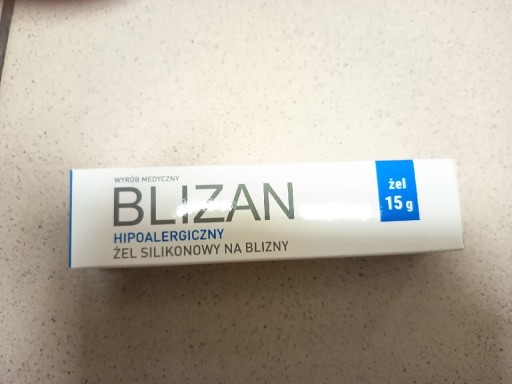 WYRÓB MEDYCZNY
BLIZAN
HIPOALERGICZNY
ŻEL SILIKONOWY NA BLIZNY
żel
15 g